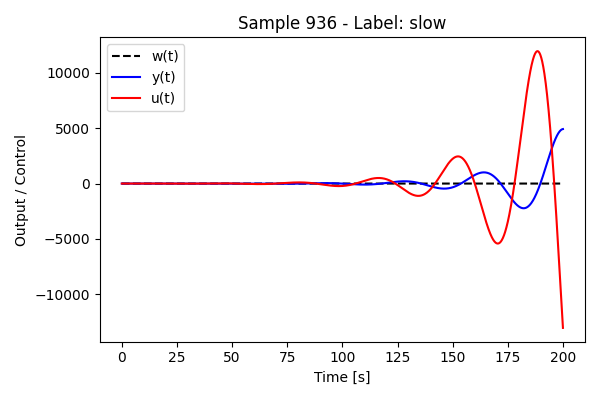 Sample 936 - Label: slow
w(t)
y(t)
u(t)
Output / Control
10000
5000
0
−5000
−10000
0 25 50 75 100 125 150 175 200
Time [s]